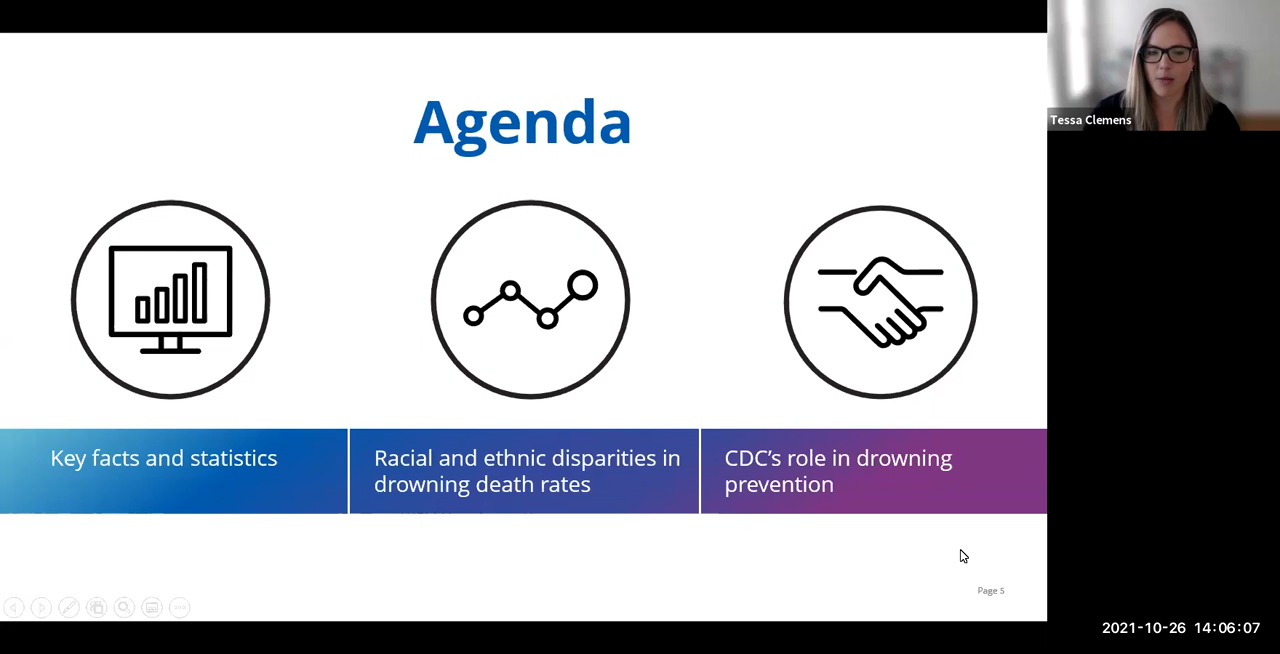 Agenda
Tessa Clemens
Key facts and statistics
Racial and ethnic disparities in
drowning death rates
CDC’s role in drowning
prevention
Page 5
2021-10-26 14:06:07